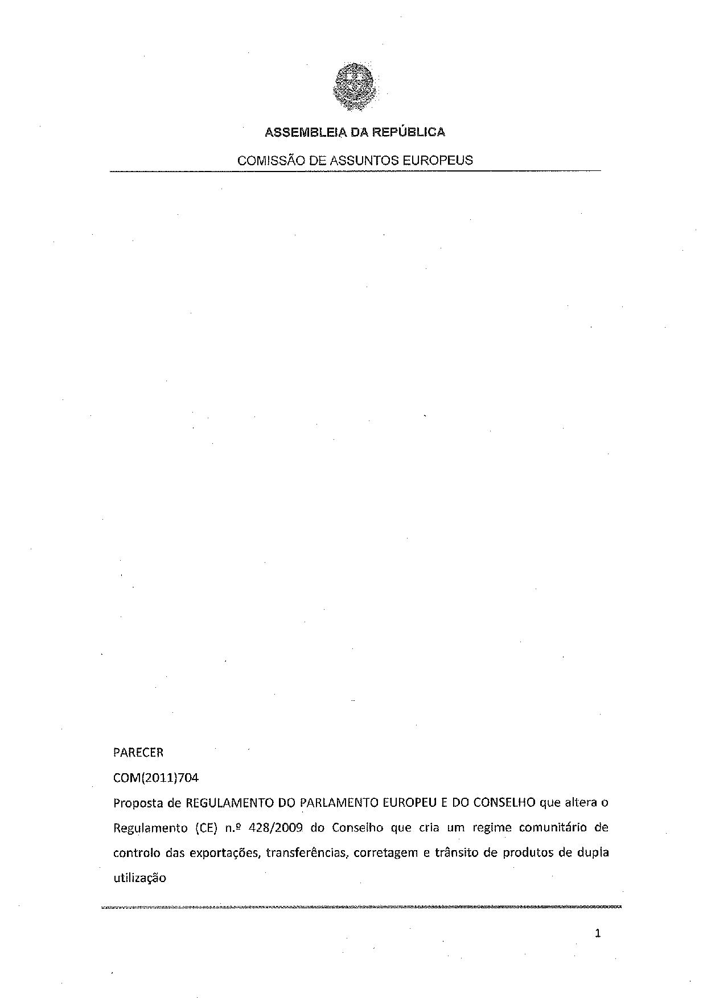 ASSEMBLEIA DA REPÚBLICA
COMISSÃO DE ASSUNTOS EUROPEUS
PARECER
COM(2011)704
Proposta de REGULAMENTO DO PARLAMENTO EUROPEU E DO CONSELHO que altera o
Regulamento (CE) n.º 428/2009 do Conselho que cria um regime comunitário de
controlo das exportações, transferências, corretagem e trânsito de produtos de dupla
utilização
1